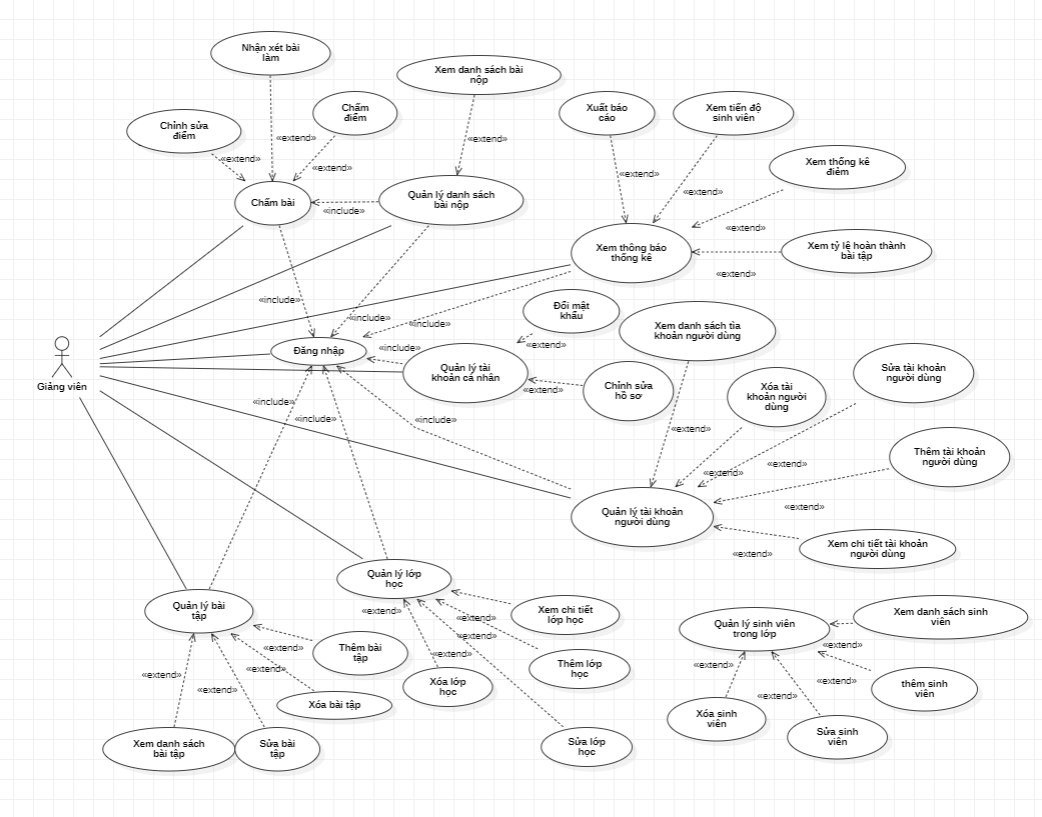 Nhận xét bài
làm
Xem danh sách bài
nộp
Chỉnh sửa
điểm
Chấm
điểm
Xuất báo
cáo
Xem tiến độ
sinh viên
«extend»
«extend»
«extend»
«extend»
Xem thống kê
điểm
«extend»
«extend»
Chấm bài
Quản lý danh sách
bài nộp
«include»
«extend»
Xem thông báo
thống kê
Xem tỷ lệ hoàn thành
bài tập
«extend»
«include»
«include»
«include»
Đổi mật
khẩu
Xem danh sách tìa
khoản người dùng
Đăng nhập
«include»
«extend»
Quản lý tài
khoản cá nhân
Giảng viên
«extend»
Chỉnh sửa
hồ sơ
Xóa tài
khoản người
dùng
Sửa tài khoản
người dùng
«include»
«include»
«include»
«extend»
Thêm tài khoản
người dùng
«extend»
«extend»
«extend»
Quản lý tài khoản
người dùng
«extend»
Xem chi tiết tài khoản
người dùng
Quản lý lớp
học
Quản lý bài
tập
«extend»
Xem chi tiết
lớp học
«extend»
«extend»
Quản lý sinh viên
trong lớp
Xem danh sách sinh
viên
«extend»
«extend»
Thêm bài
tập
«extend»
Thêm lớp
học
«extend»
«extend»
«extend»
«extend»
Xóa lớp
học
«extend»
thêm sinh
viên
«extend»
Xóa bài tập
«extend»
Xóa sinh
viên
Sửa sinh
viên
Xem danh sách
bài tập
Sửa bài
tập
Sửa lớp
học